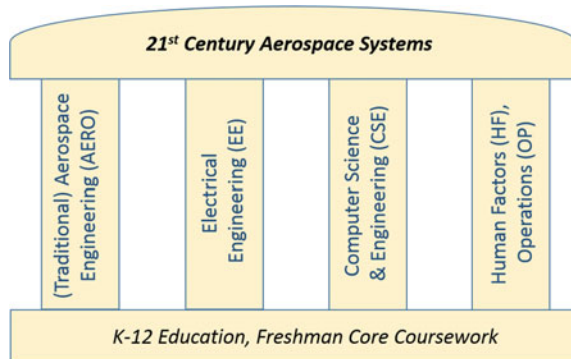 21st Century Aerospace Systems
(Traditional) Aerospace
Engineering (AERO)
Electrical
Engineering (EE)
Computer Science
& Engineering (CSE)
Human Factors (HF),
Operations (OP)
K-12 Education, Freshman Core Coursework